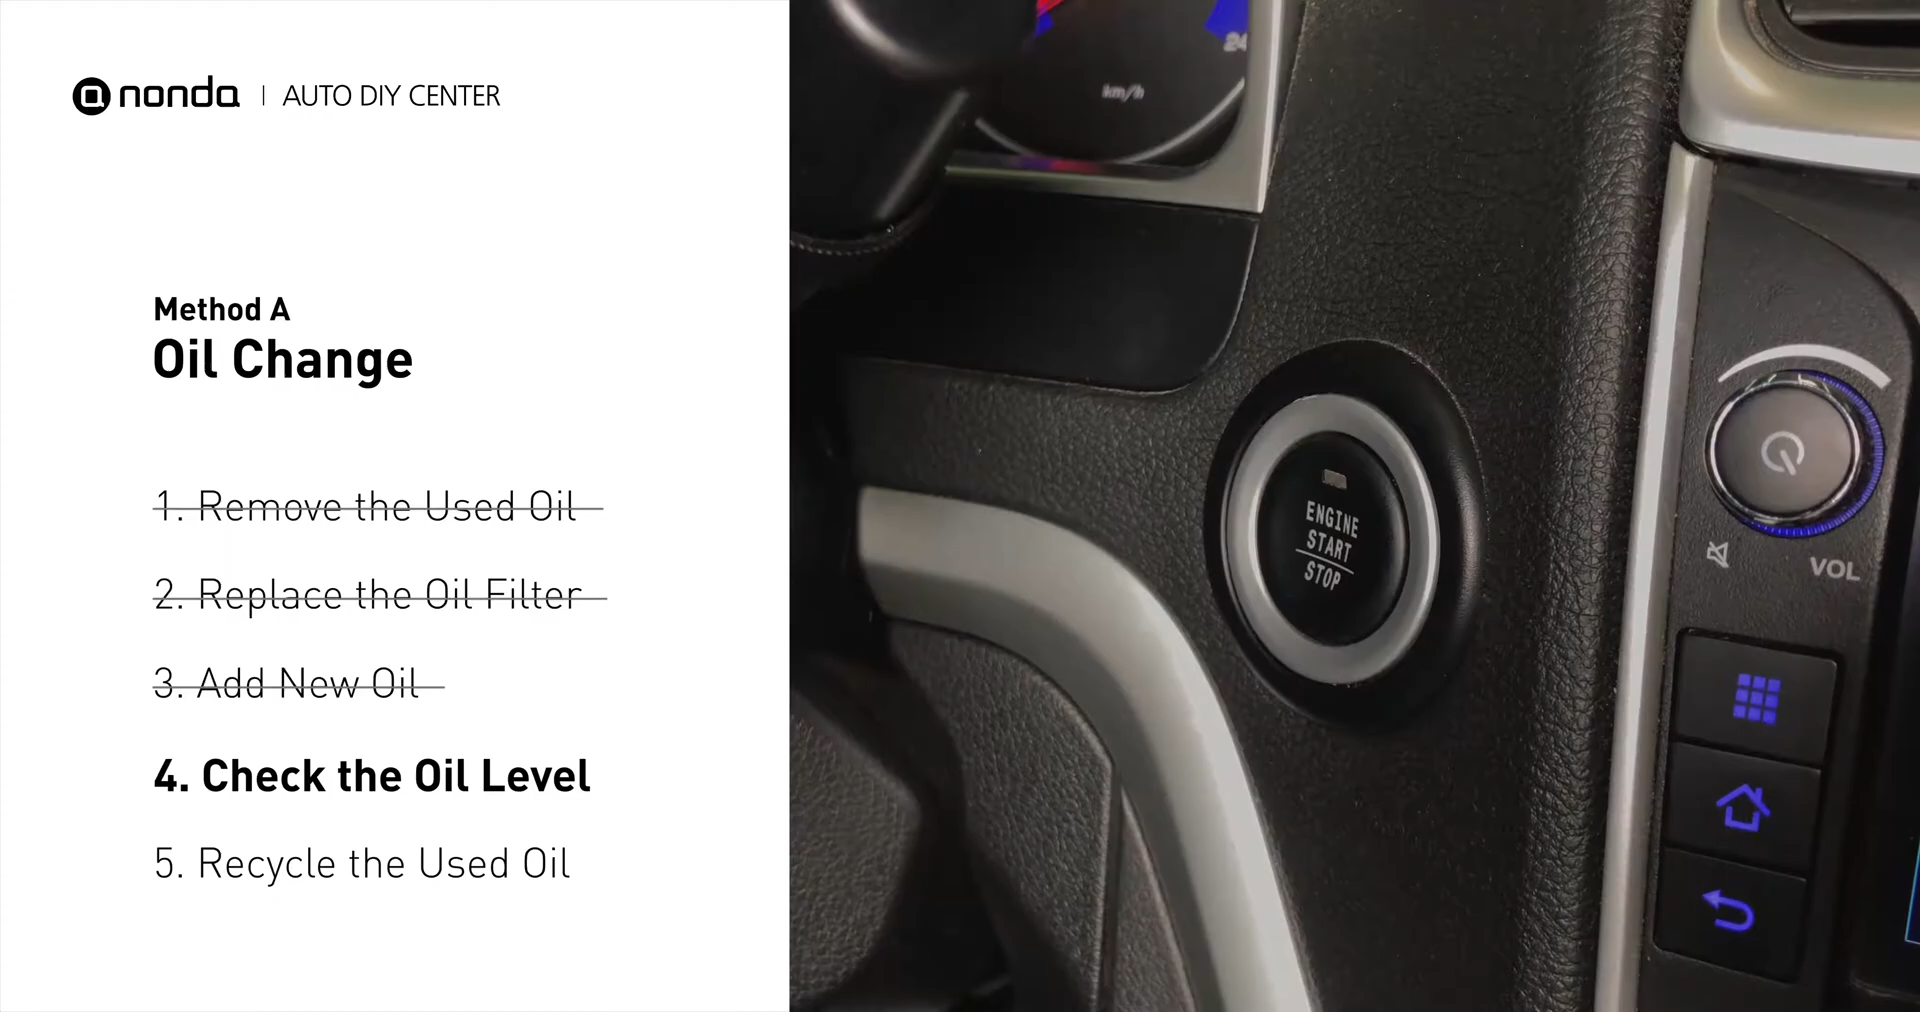 nonda | AUTO DIY CENTER
Method A
Oil Change
1. Remove the Used Oil
2. Replace the Oil Filter
3. Add New Oil
4. Check the Oil Level
5. Recycle the Used Oil
km/h
ENGINE
START
STOP
VOL